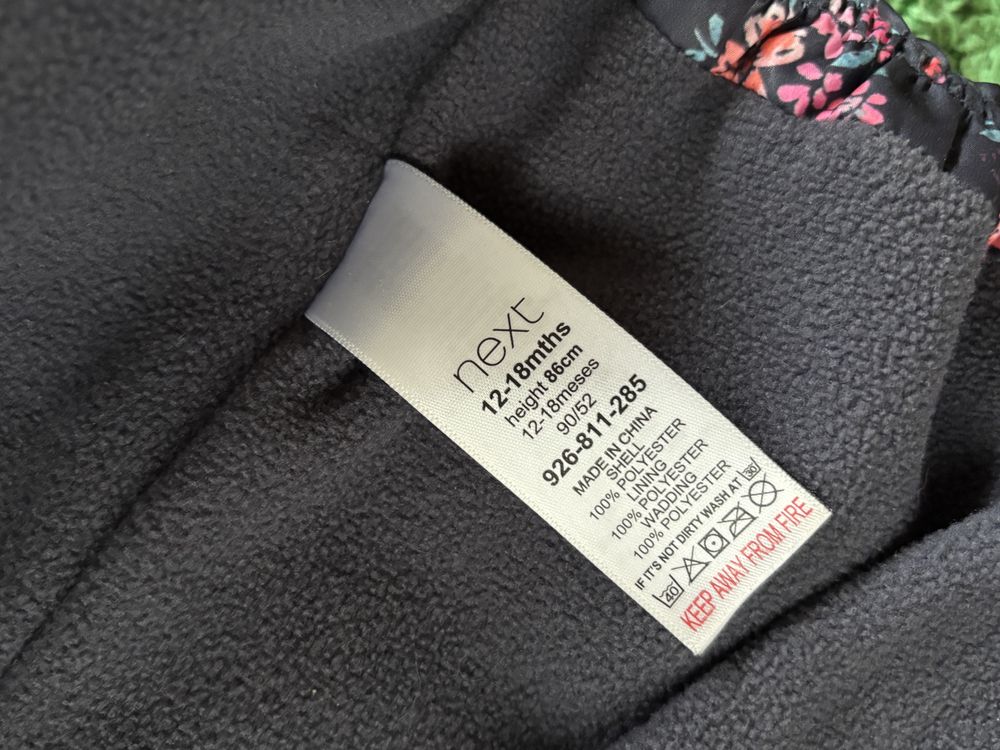 next
12-18mths
height 86cm
12-18meses
90/52
926-811-285
MADE IN CHINA
SHELL
100% POLYESTER
LINING
100% POLYESTER
WADDING
100% POLYESTER
IF IT'S NOT DIRTY WASH AT 30
40
KEEP AWAY FROM FIRE